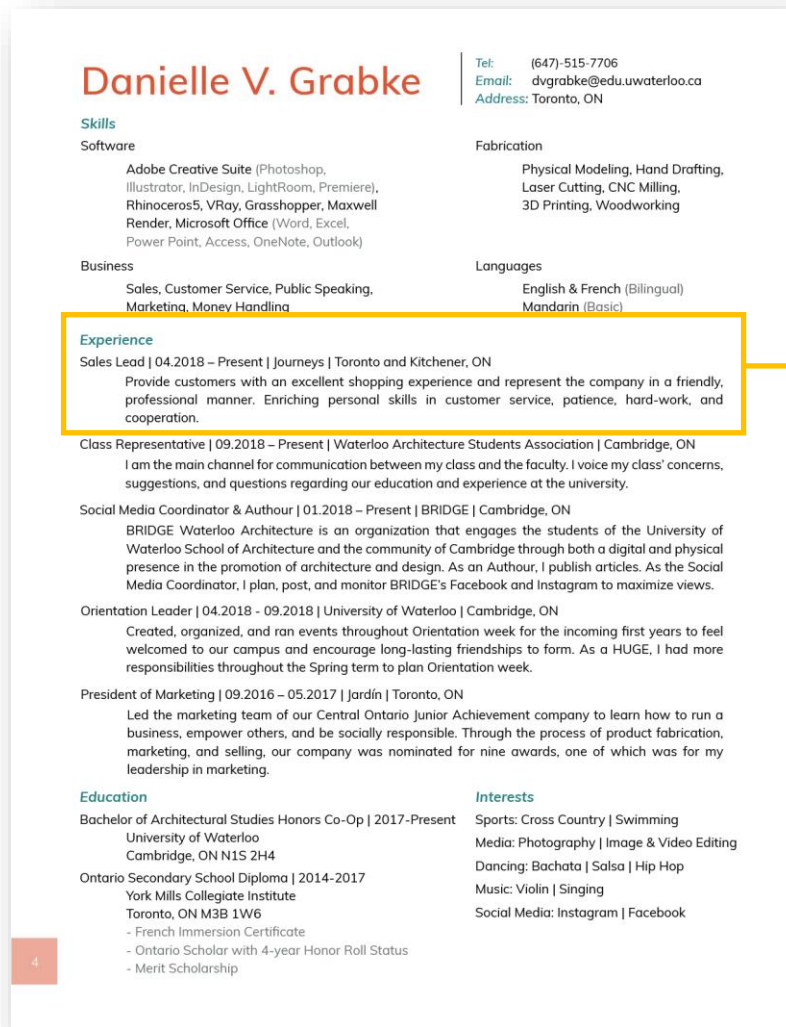 Danielle V. Grabke
Tel: (647)-515-7706
Email: dvgrabke@edu.uwaterloo.ca
Address: Toronto, ON
Skills
Software
Adobe Creative Suite (Photoshop,
Illustrator, InDesign, LightRoom, Premiere),
Rhinoceros5, VRay, Grasshopper, Maxwell
Render, Microsoft Office (Word, Excel,
Power Point, Access, OneNote, Outlook)
Fabrication
Physical Modeling, Hand Drafting,
Laser Cutting, CNC Milling,
3D Printing, Woodworking
Business
Sales, Customer Service, Public Speaking,
Marketing, Money Handling
Languages
English & French (Bilingual)
Mandarin (Basic)
Experience
Sales Lead | 04.2018 – Present | Journeys | Toronto and Kitchener, ON
Provide customers with an excellent shopping experience and represent the company in a friendly,
professional manner. Enriching personal skills in customer service, patience, hard-work, and
cooperation.
Class Representative | 09.2018 – Present | Waterloo Architecture Students Association | Cambridge, ON
I am the main channel for communication between my class and the faculty. I voice my class' concerns,
suggestions, and questions regarding our education and experience at the university.
Social Media Coordinator & Authour | 01.2018 – Present | BRIDGE | Cambridge, ON
BRIDGE Waterloo Architecture is an organization that engages the students of the University of
Waterloo School of Architecture and the community of Cambridge through both a digital and physical
presence in the promotion of architecture and design. As an Authour, I publish articles. As the Social
Media Coordinator, I plan, post, and monitor BRIDGE's Facebook and Instagram to maximize views.
Orientation Leader | 04.2018 - 09.2018 | University of Waterloo | Cambridge, ON
Created, organized, and ran events throughout Orientation week for the incoming first years to feel
welcomed to our campus and encourage long-lasting friendships to form. As a HUGE, I had more
responsibilities throughout the Spring term to plan Orientation week.
President of Marketing | 09.2016 – 05.2017 | Jardín | Toronto, ON
Led the marketing team of our Central Ontario Junior Achievement company to learn how to run a
business, empower others, and be socially responsible. Through the process of product fabrication,
marketing, and selling, our company was nominated for nine awards, one of which was for my
leadership in marketing.
Education
Bachelor of Architectural Studies Honors Co-Op | 2017-Present
University of Waterloo
Cambridge, ON N1S 2H4
Ontario Secondary School Diploma | 2014-2017
York Mills Collegiate Institute
Toronto, ON M3B 1W6
- French Immersion Certificate
- Ontario Scholar with 4-year Honor Roll Status
- Merit Scholarship
Interests
Sports: Cross Country | Swimming
Media: Photography | Image & Video Editing
Dancing: Bachata | Salsa | Hip Hop
Music: Violin | Singing
Social Media: Instagram | Facebook
4